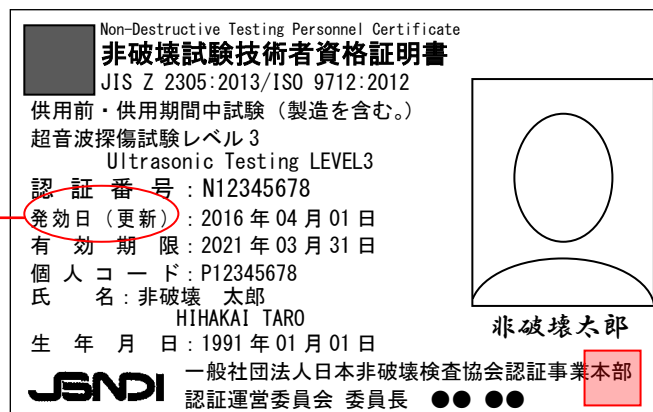 Non-Destructive Testing Personnel Certificate
非破壊試験技術者資格証明書
JIS Z 2305:2013/ISO 9712:2012
供用前・供用期間中試験（製造を含む。）
超音波探傷試験レベル3
Ultrasonic Testing LEVEL3
認 証 番 号：N12345678
発効日（更新）：2016年04月01日
有 効 期 限：2021年03月31日
個 人 コ ー ド：P12345678
氏 名：非破壊 太郎
HIHAKAI TARO
非破壊太郎
生 年 月 日：1991年01月01日
JSNDI
一般社団法人日本非破壊検査協会認証事業本部
認証運営委員会 委員長 ●● ●●